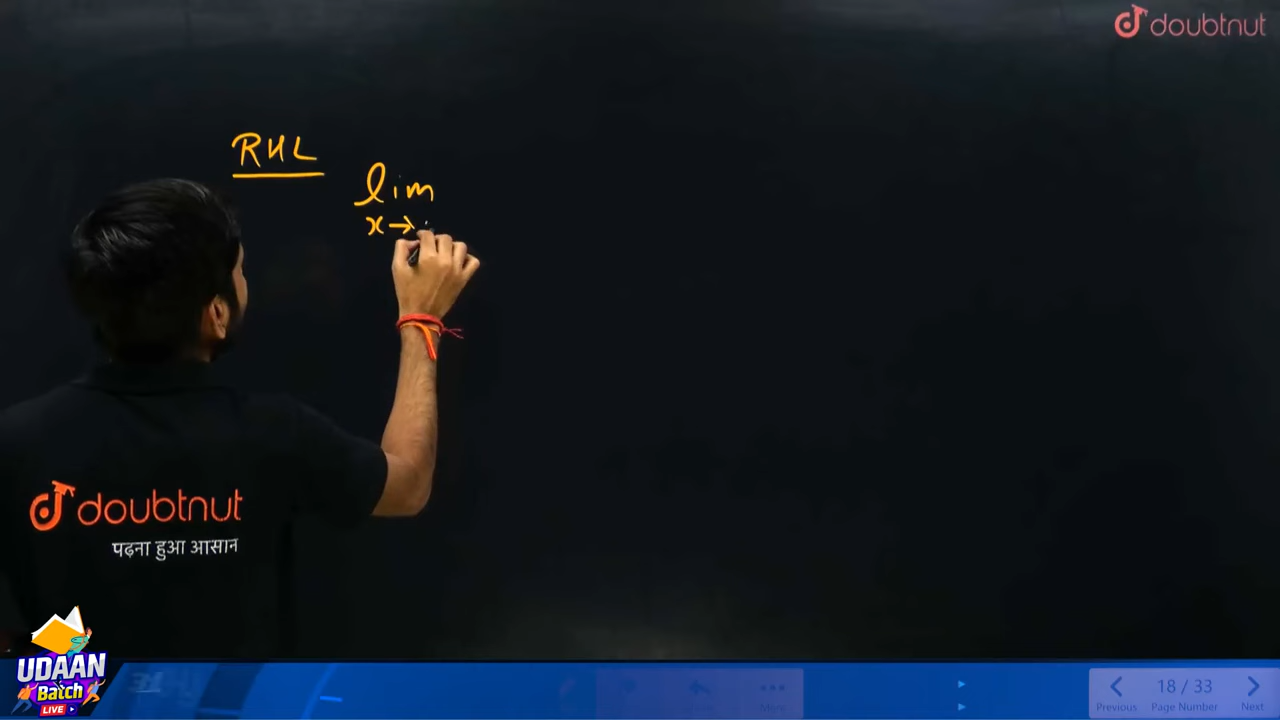 doubtnut
RHL
lim
x→
doubtnut
पढ़ना हुआ आसान
UDAAN
Batch
LIVE
18 / 33
Previous Page Number Next